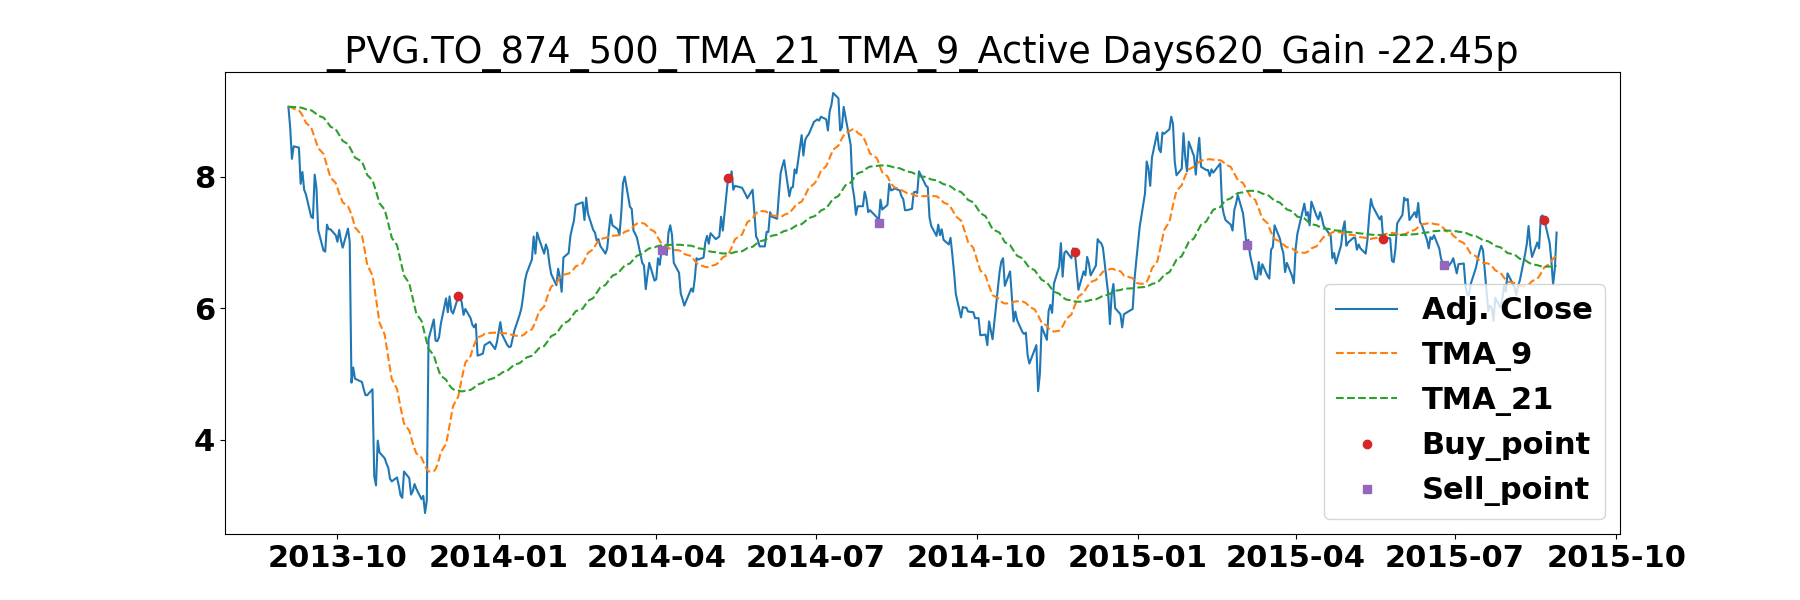 _PVG.TO_874_500_TMA_21_TMA_9_Active Days620_Gain -22.45p
8
6
4
Adj. Close
TMA_9
TMA_21
Buy_point
Sell_point
2013-10 2014-01 2014-04 2014-07 2014-10 2015-01 2015-04 2015-07 2015-10